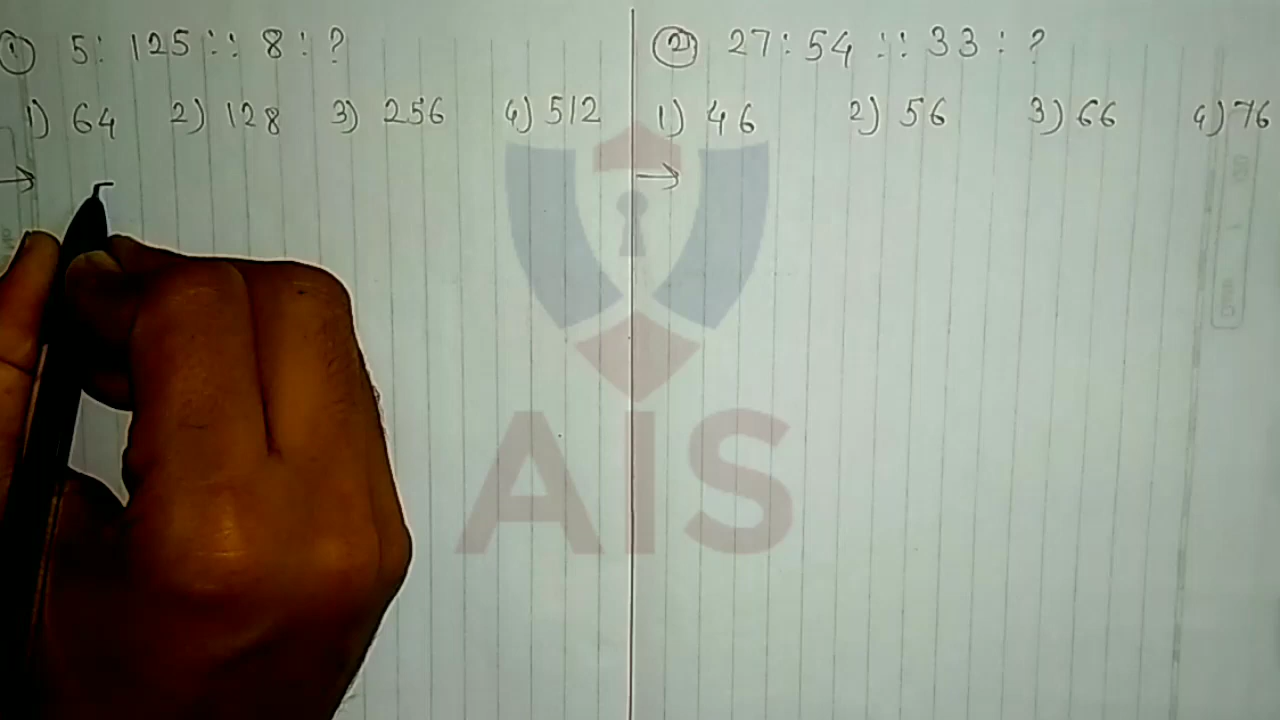 ① 5 : 125 :: 8 : ?
1) 64 2) 128 3) 256 4) 512
→
② 27 : 54 :: 33 : ?
1) 46 2) 56 3) 66 4) 76
→
AIS